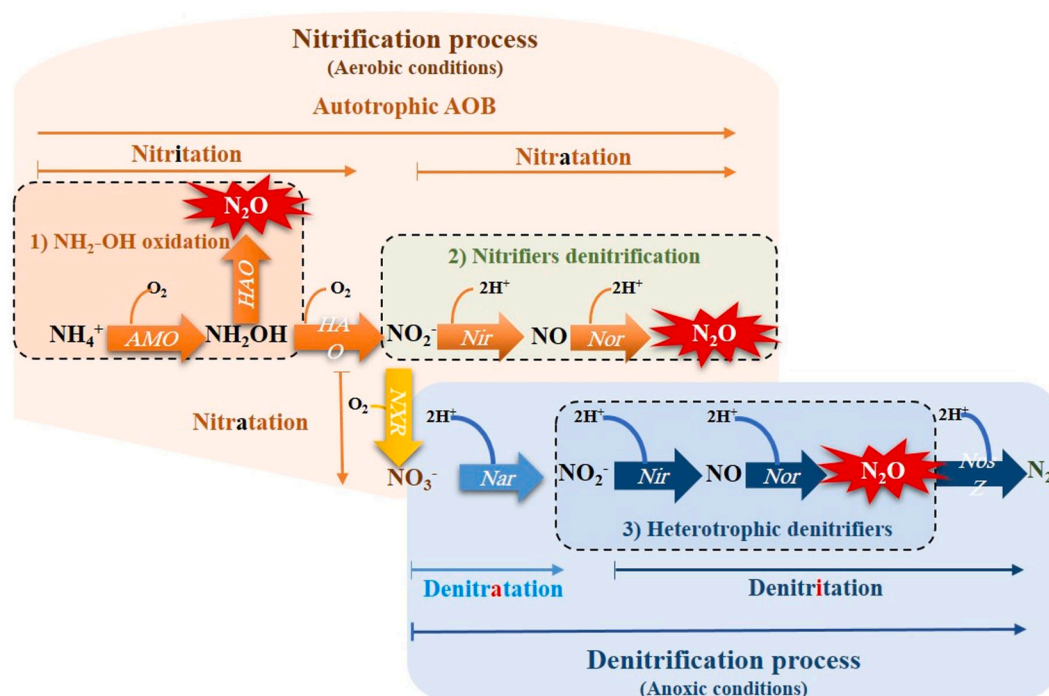 Nitrification process
(Aerobic conditions)
Autotrophic AOB
Nitritation
Nitratation
N₂O
1) NH₂-OH oxidation
HAO
2) Nitrifiers denitrification
O₂
O₂
2H⁺
2H⁺
NH₄⁺
AMO
NH₂OH
HA
O
NO₂⁻
Nir
NO
Nor
N₂O
Nitratation
O₂
NXR
2H⁺
2H⁺
2H⁺
2H⁺
NO₃⁻
Nar
NO₂⁻
Nir
NO
Nor
N₂O
Nos
Z
N₂
3) Heterotrophic denitrifiers
Denitratation
Denitritation
Denitrification process
(Anoxic conditions)